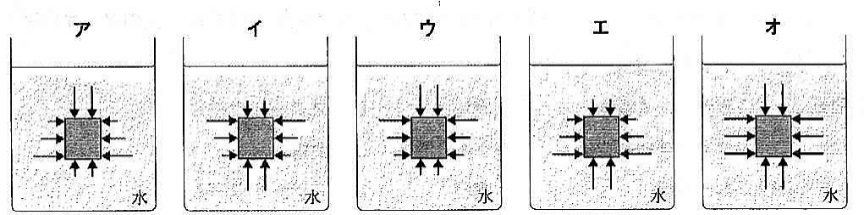 ア イ ウ エ オ
水 水 水 水 水